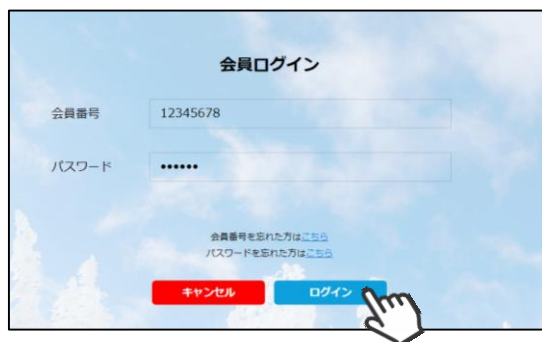 会員ログイン
会員番号 12345678
パスワード ••••••
会員番号を忘れた方はこちら
パスワードを忘れた方はこちら
キャンセル ログイン